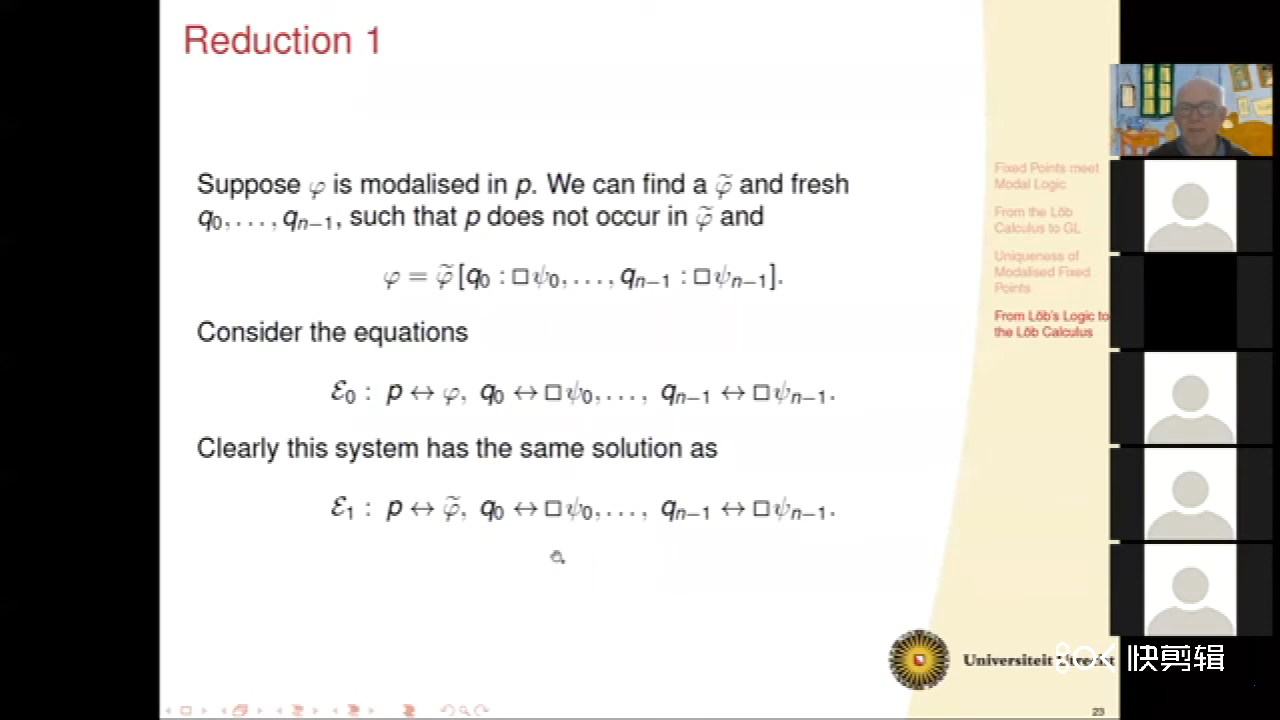 Reduction 1
Suppose φ is modalised in p. We can find a φ̃ and fresh
q₀, . . . , qₙ₋₁, such that p does not occur in φ̃ and
φ = φ̃ [q₀ : □ψ₀, . . . , qₙ₋₁ : □ψₙ₋₁].
Consider the equations
ℰ₀ : p ↔ φ, q₀ ↔ □ψ₀, . . . , qₙ₋₁ ↔ □ψₙ₋₁.
Clearly this system has the same solution as
ℰ₁ : p ↔ φ̃, q₀ ↔ □ψ₀, . . . , qₙ₋₁ ↔ □ψₙ₋₁.
Fixed Points meet
Modal Logic
From the Löb
Calculus to GL
Uniqueness of
Modalised Fixed
Points
From Löb's Logic to
the Löb Calculus
Universiteit Utrecht
快剪辑
23